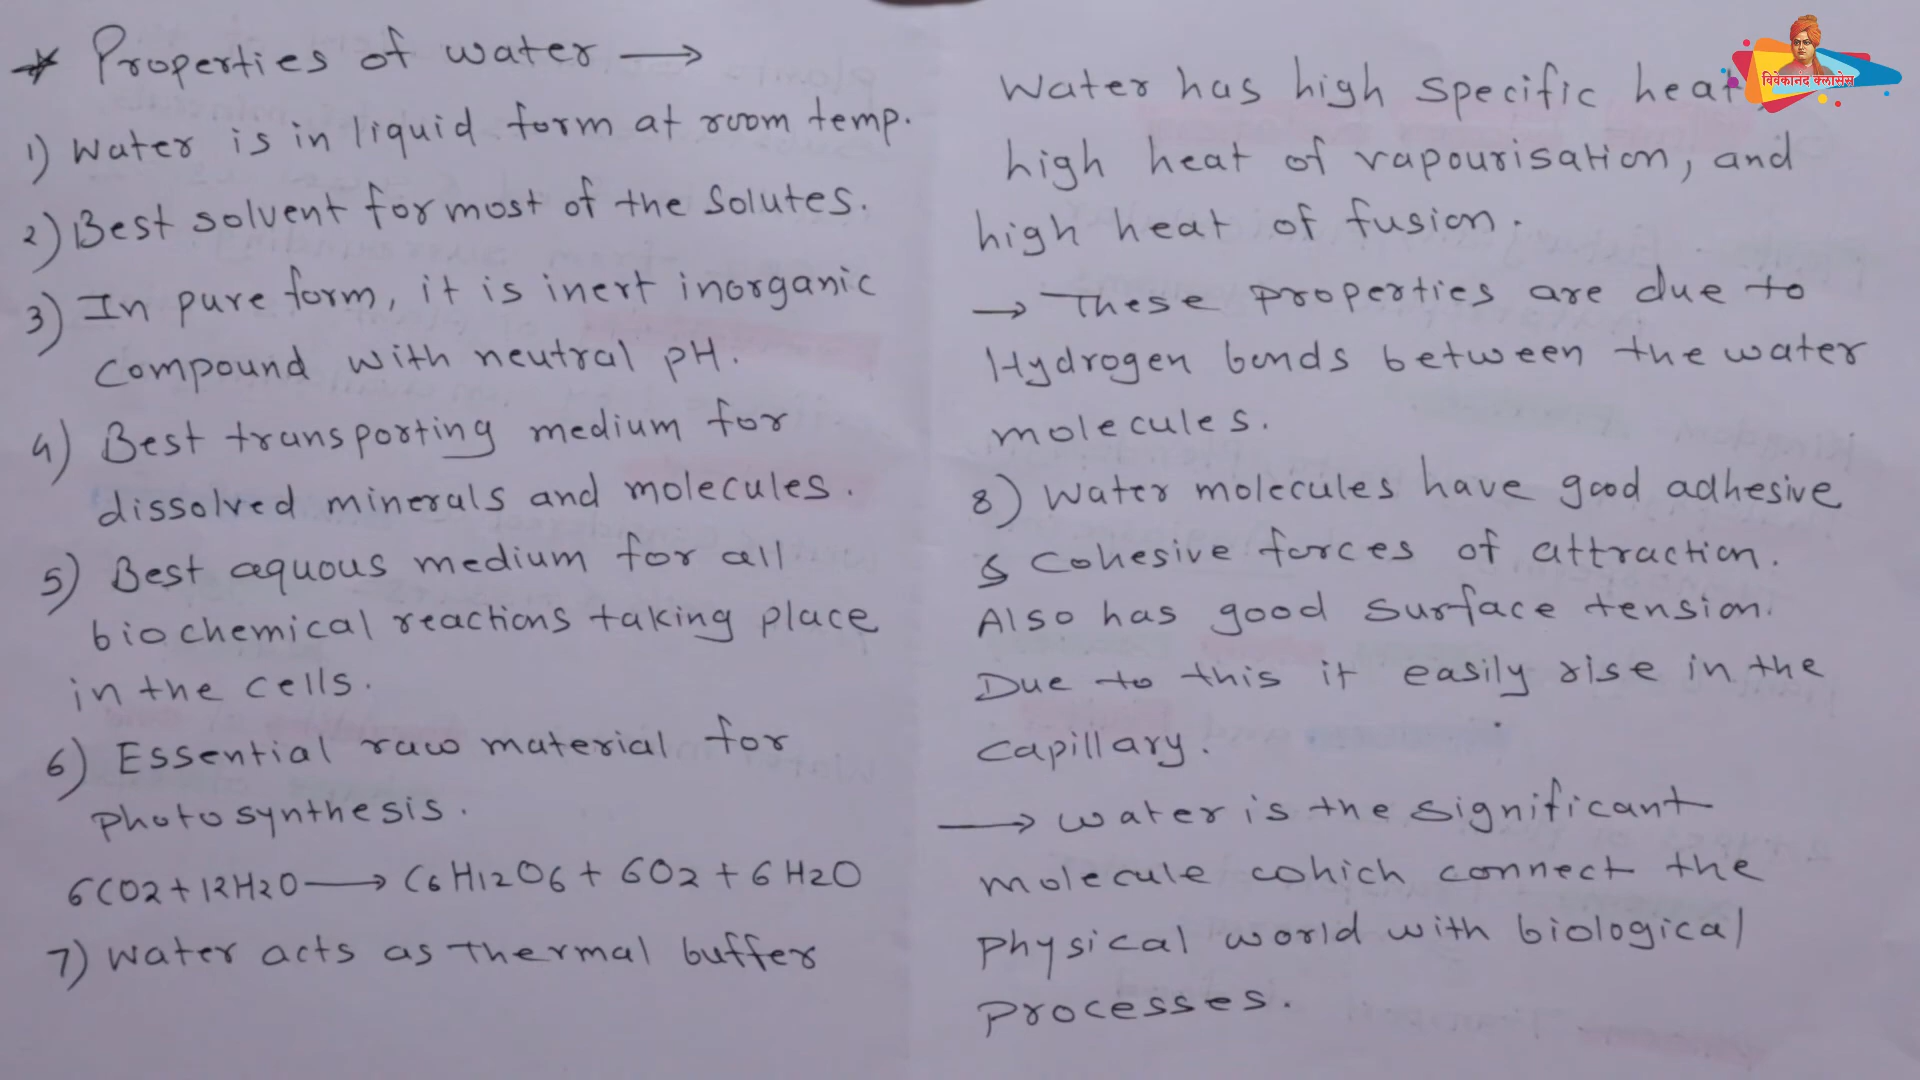 * Properties of water →
1) Water is in liquid form at room temp.
2) Best solvent for most of the Solutes.
3) In pure form, it is inert inorganic
compound with neutral pH.
4) Best transporting medium for
dissolved minerals and molecules.
5) Best aquous medium for all
biochemical reactions taking place
in the cells.
6) Essential raw material for
photosynthesis.
6CO2+12H2O → C6H12O6 + 6O2 + 6H2O
7) Water acts as thermal buffer
Water has high specific heat
high heat of vapourisation, and
high heat of fusion.
→ These properties are due to
Hydrogen bonds between the water
molecules.
8) Water molecules have good adhesive
& Cohesive forces of attraction.
Also has good surface tension.
Due to this it easily rise in the
capillary.
→ water is the significant
molecule which connect the
physical world with biological
processes.
विवेकानंद क्लासेस